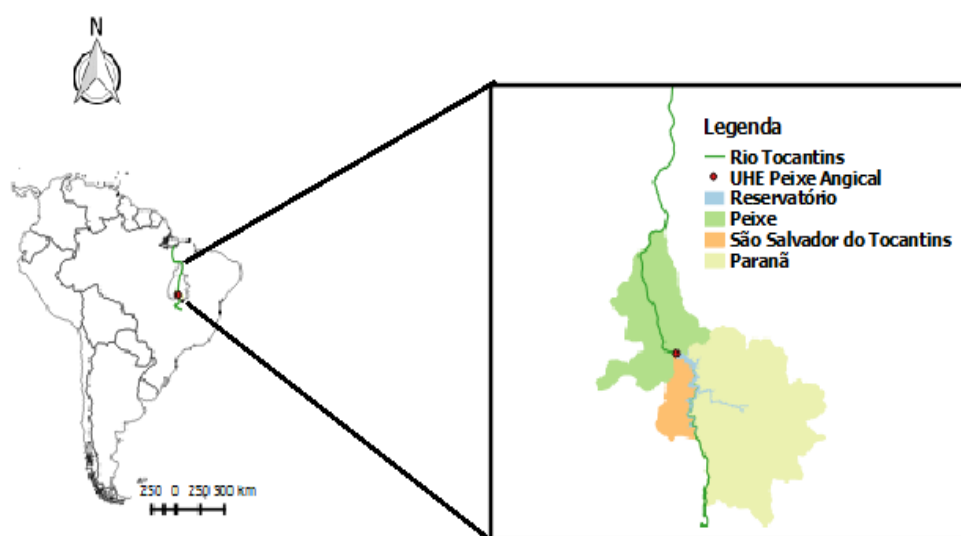 N
Legenda
Rio Tocantins
UHE Peixe Angical
Reservatório
Peixe
São Salvador do Tocantins
Paranã
250 0 250 500 km